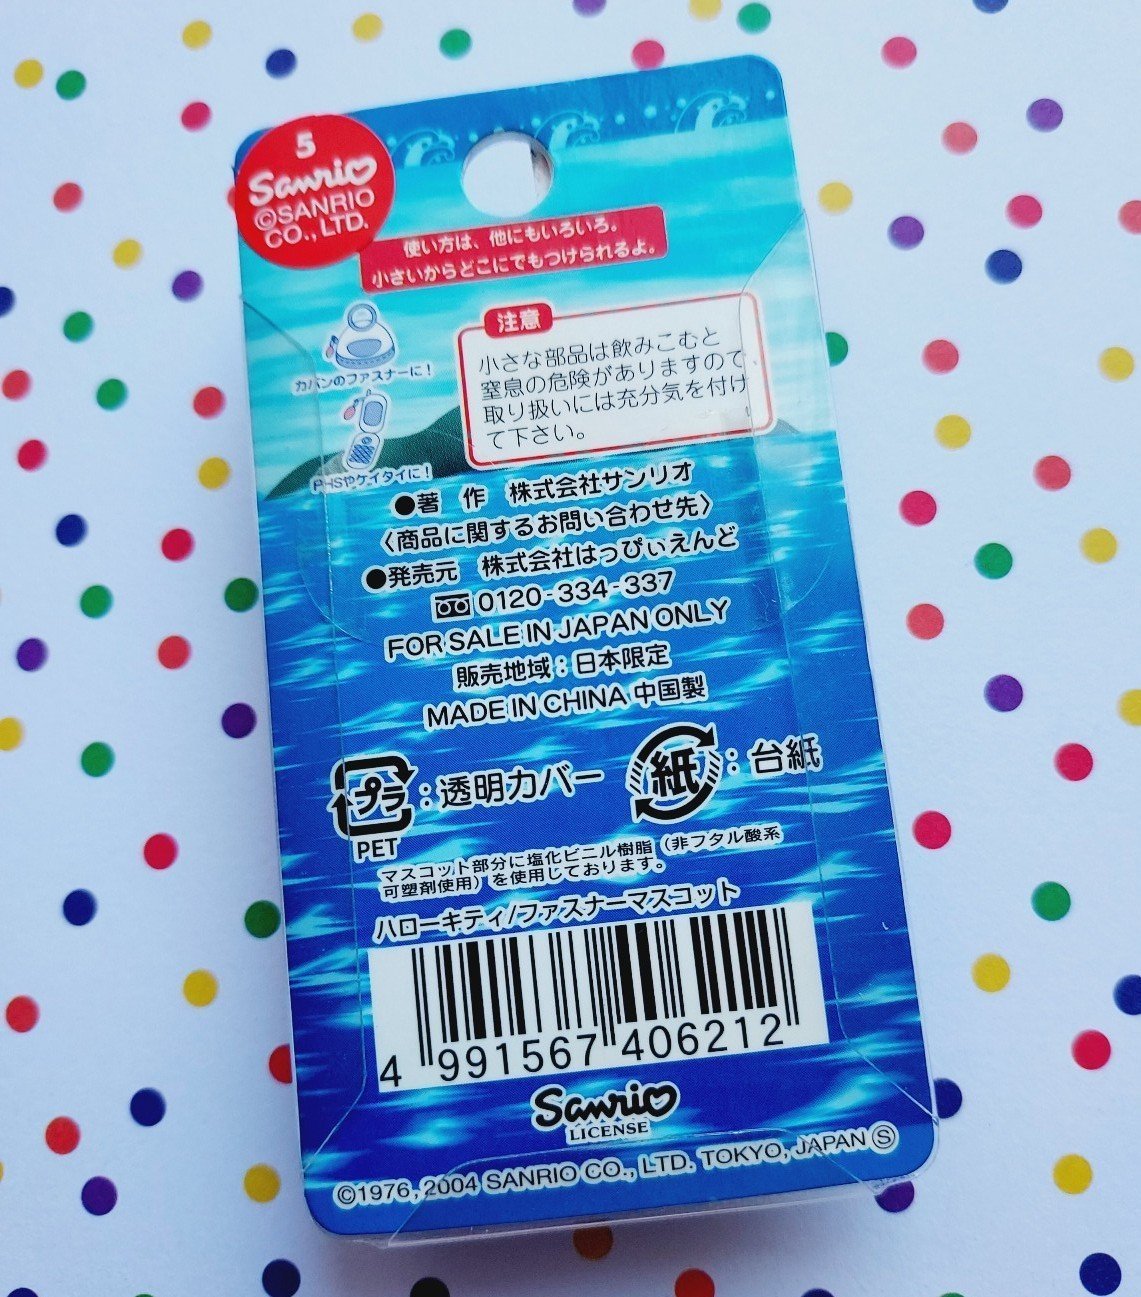 5
Sanrio
©SANRIO
CO., LTD.
使い方は、他にもいろいろ。
小さいからどこにでもつけられるよ。
カバンのファスナーに！
PHSやケイタイに！
注意
小さな部品は飲みこむと
窒息の危険がありますので、
取り扱いには充分気を付け
て下さい。
●著 作 株式会社サンリオ
〈商品に関するお問い合わせ先〉
●発売元 株式会社はっぴぃえんど
0120-334-337
FOR SALE IN JAPAN ONLY
販売地域：日本限定
MADE IN CHINA 中国製
プラ：透明カバー
PET
紙：台紙
マスコット部分に塩化ビニル樹脂（非フタル酸系
可塑剤使用）を使用しております。
ハローキティ/ファスナーマスコット
4 991567 406212
Sanrio
LICENSE
©1976, 2004 SANRIO CO., LTD. TOKYO, JAPAN Ⓢ